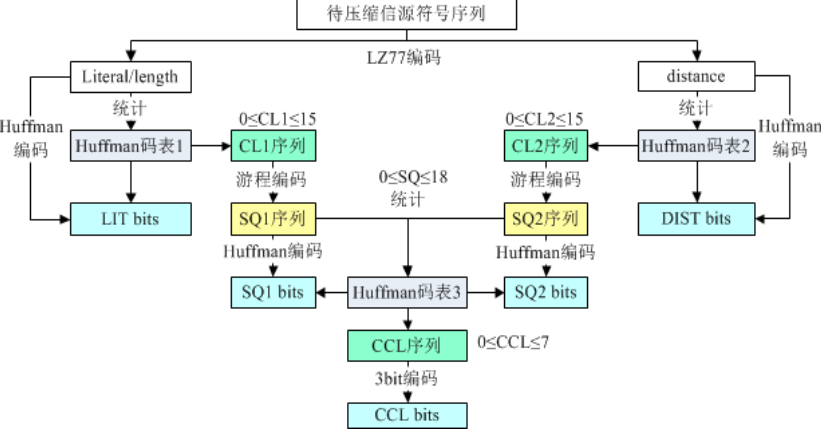 待压缩信源符号序列
LZ77编码
Literal/length
distance
统计
统计
Huffman
编码
Huffman
编码
0≤CL1≤15
0≤CL2≤15
Huffman码表1
CL1序列
CL2序列
Huffman码表2
游程编码
0≤SQ≤18
统计
游程编码
LIT bits
SQ1序列
SQ2序列
DIST bits
Huffman编码
Huffman编码
SQ1 bits
Huffman码表3
SQ2 bits
CCL序列
0≤CCL≤7
3bit编码
CCL bits